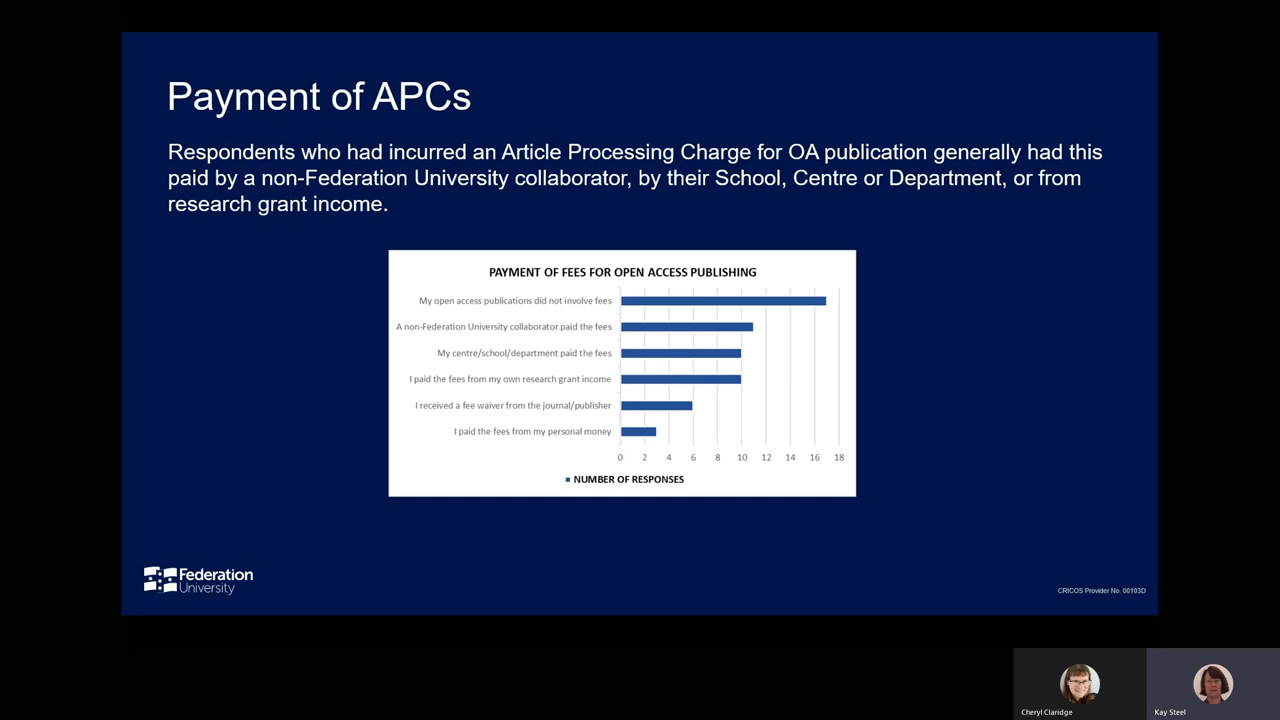 Payment of APCs
Respondents who had incurred an Article Processing Charge for OA publication generally had this
paid by a non-Federation University collaborator, by their School, Centre or Department, or from
research grant income.
PAYMENT OF FEES FOR OPEN ACCESS PUBLISHING
My open access publications did not involve fees
A non-Federation University collaborator paid the fees
My centre/school/department paid the fees
I paid the fees from my own research grant income
I received a fee waiver from the journal/publisher
I paid the fees from my personal money
0 2 4 6 8 10 12 14 16 18
NUMBER OF RESPONSES
Federation
University
CRICOS Provider No. 00103D
Cheryl Claridge
Kay Steel